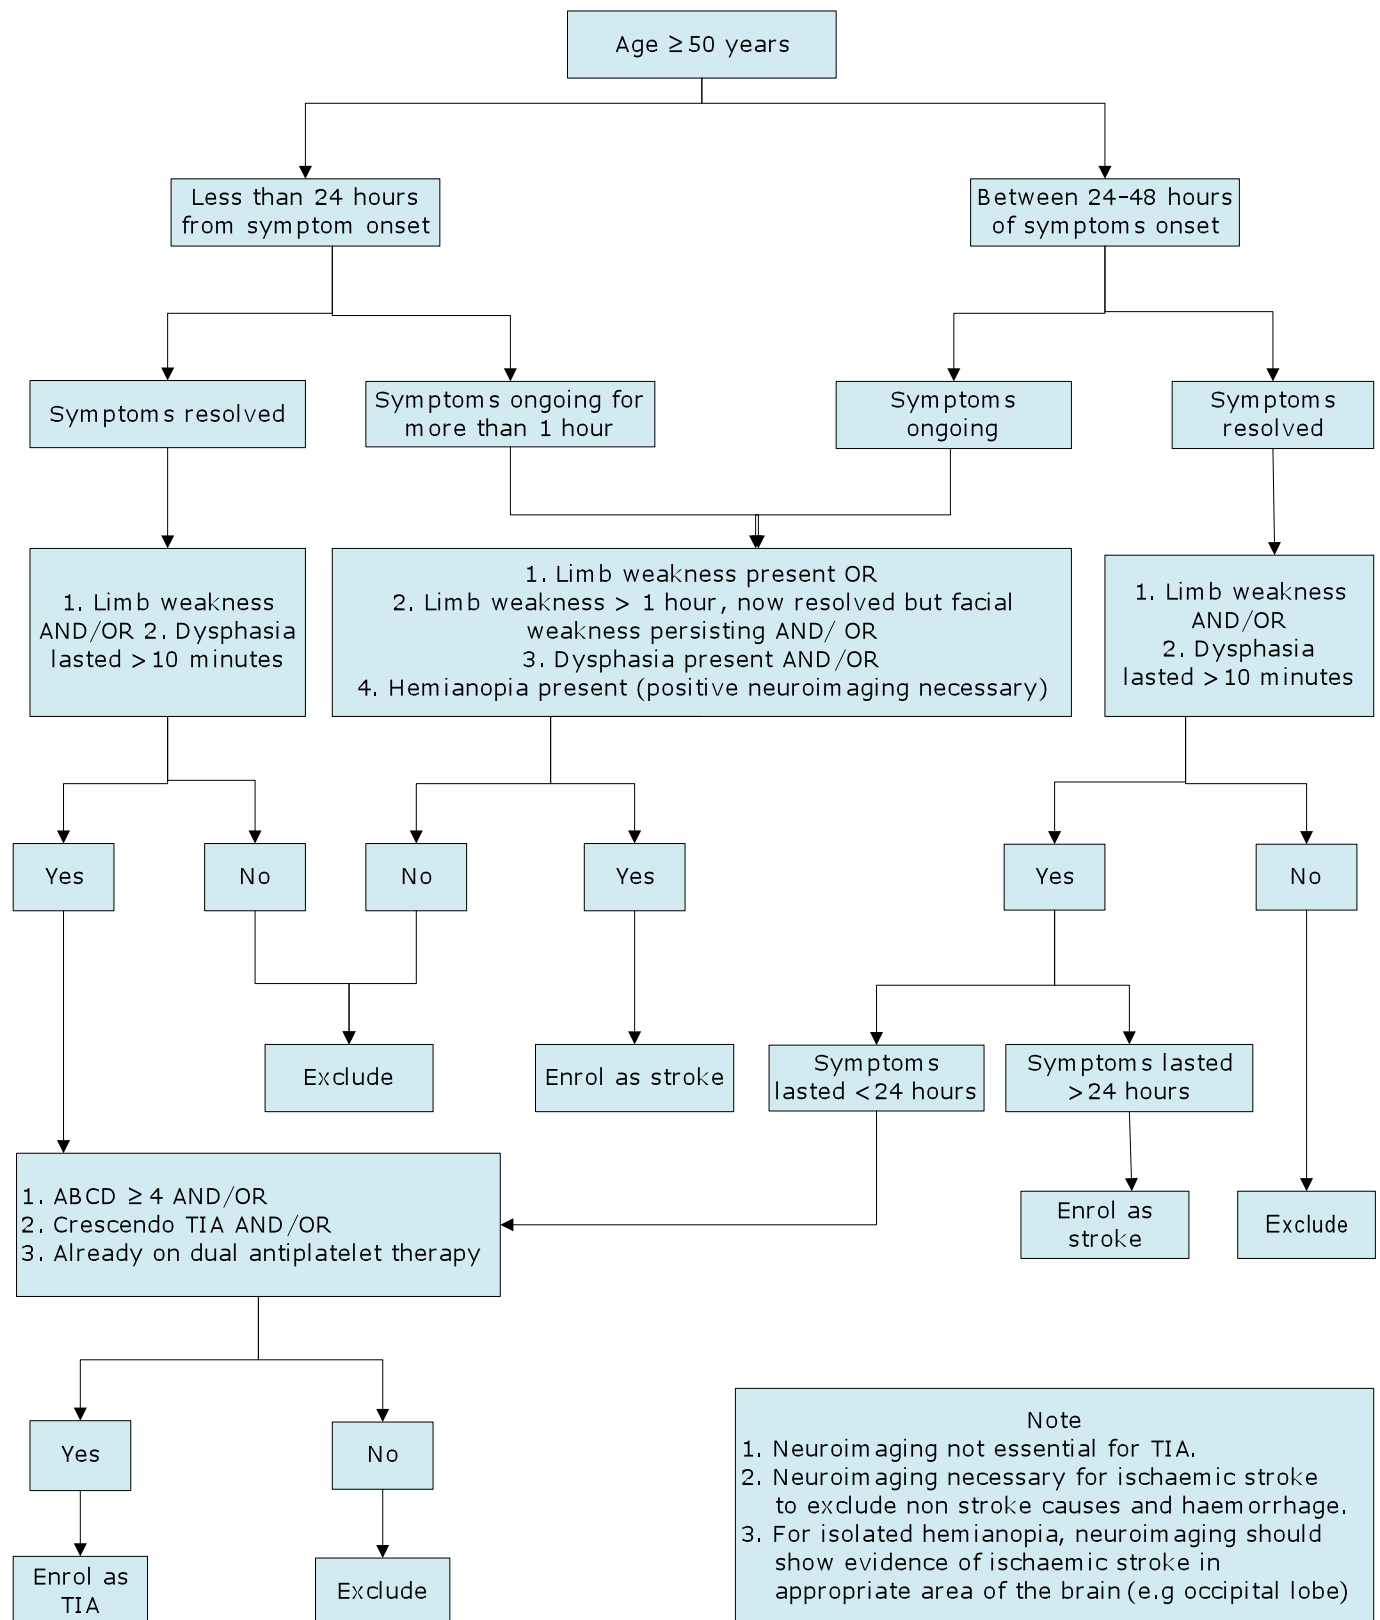 Age ≥50 years
Less than 24 hours
from symptom onset
Between 24–48 hours
of symptoms onset
Symptoms resolved
Symptoms ongoing for
more than 1 hour
Symptoms
ongoing
Symptoms
resolved
1. Limb weakness
AND/OR 2. Dysphasia
lasted >10 minutes
1. Limb weakness present OR
2. Limb weakness > 1 hour, now resolved but facial
weakness persisting AND/ OR
3. Dysphasia present AND/OR
4. Hemianopia present (positive neuroimaging necessary)
1. Limb weakness
AND/OR
2. Dysphasia
lasted >10 minutes
Yes
No
No
Yes
Yes
No
Exclude
Enrol as stroke
Symptoms
lasted <24 hours
Symptoms lasted
>24 hours
1. ABCD ≥4 AND/OR
2. Crescendo TIA AND/OR
3. Already on dual antiplatelet therapy
Enrol as
stroke
Exclude
Yes
No
Enrol as
TIA
Exclude
Note
1. Neuroimaging not essential for TIA.
2. Neuroimaging necessary for ischaemic stroke
to exclude non stroke causes and haemorrhage.
3. For isolated hemianopia, neuroimaging should
show evidence of ischaemic stroke in
appropriate area of the brain (e.g occipital lobe)